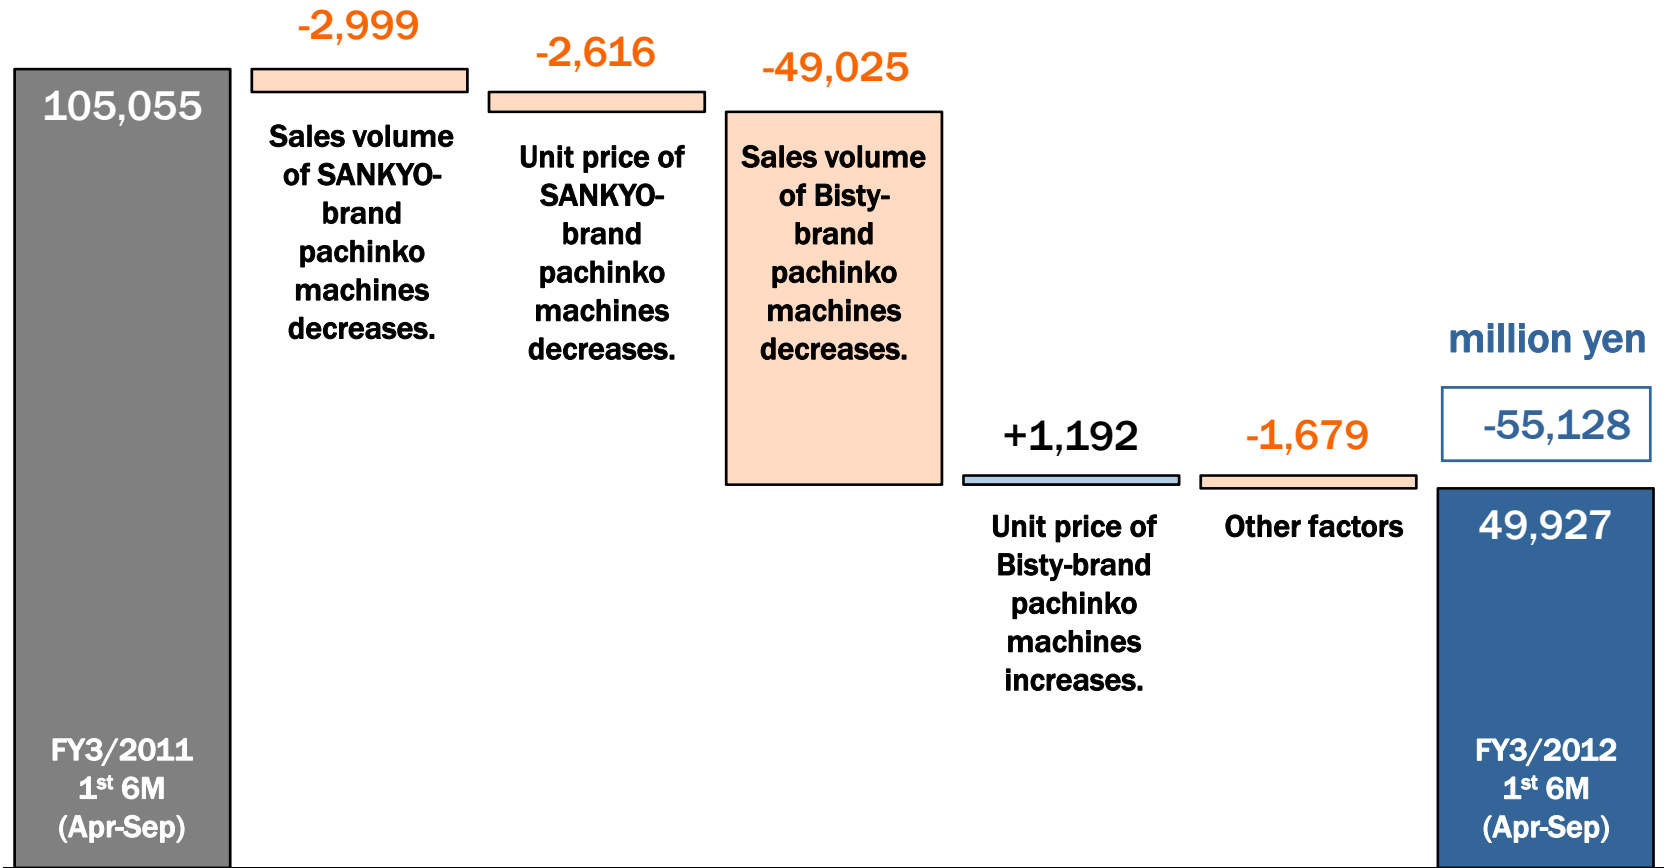 105,055
FY3/2011
1st 6M
(Apr-Sep)
-2,999
Sales volume
of SANKYO-
brand
pachinko
machines
decreases.
-2,616
Unit price of
SANKYO-
brand
pachinko
machines
decreases.
-49,025
Sales volume
of Bisty-
brand
pachinko
machines
decreases.
+1,192
Unit price of
Bisty-brand
pachinko
machines
increases.
-1,679
Other factors
million yen
-55,128
49,927
FY3/2012
1st 6M
(Apr-Sep)